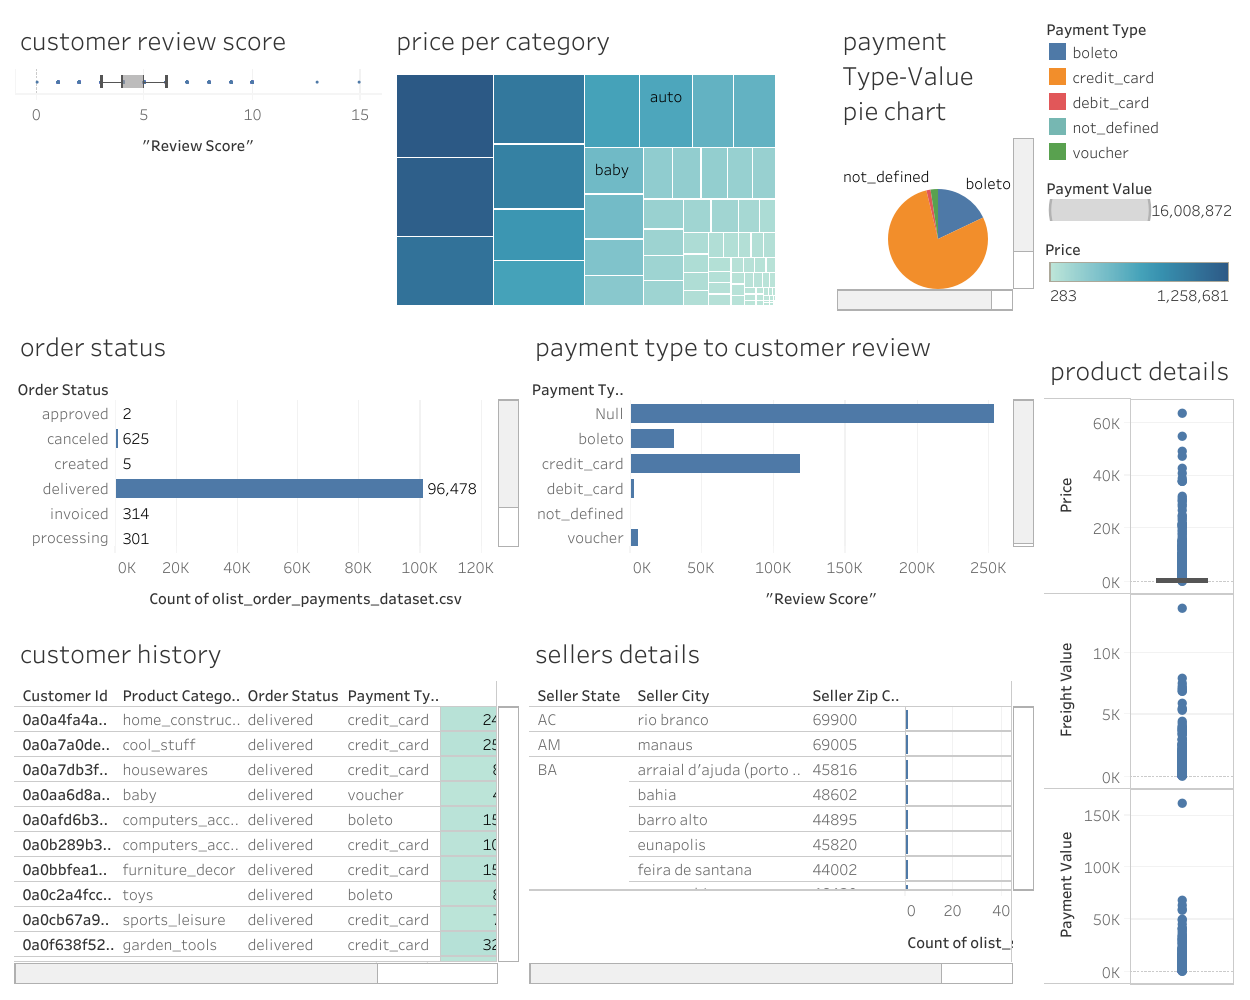 customer review score
0 5 10 15
"Review Score"
price per category
auto
baby
payment
Type-Value
pie chart
not_defined
boleto
Payment Type
boleto
credit_card
debit_card
not_defined
voucher
Payment Value
16,008,872
Price
283 1,258,681
order status
Order Status
approved 2
canceled 625
created 5
delivered 96,478
invoiced 314
processing 301
0K 20K 40K 60K 80K 100K 120K
Count of olist_order_payments_dataset.csv
payment type to customer review
Payment Ty..
Null
boleto
credit_card
debit_card
not_defined
voucher
0K 50K 100K 150K 200K 250K
"Review Score"
product details
60K
40K
20K
0K
Price
10K
5K
0K
Freight Value
150K
100K
50K
0K
Payment Value
customer history
Customer Id Product Catego.. Order Status Payment Ty..
0a0a4fa4a.. home_construc.. delivered credit_card 24
0a0a7a0de.. cool_stuff delivered credit_card 25
0a0a7db3f.. housewares delivered credit_card
0a0aa6d8a.. baby delivered voucher
0a0afd6b3.. computers_acc.. delivered boleto 15
0a0b289b3.. computers_acc.. delivered credit_card 10
0a0bbfea1.. furniture_decor delivered credit_card 15
0a0c2a4fcc.. toys delivered boleto
0a0cb67a9.. sports_leisure delivered credit_card
0a0f638f52.. garden_tools delivered credit_card 32
sellers details
Seller State Seller City Seller Zip C..
AC rio branco 69900
AM manaus 69005
BA arraial d'ajuda (porto .. 45816
bahia 48602
barro alto 44895
eunapolis 45820
feira de santana 44002
0 20 40
Count of olist_